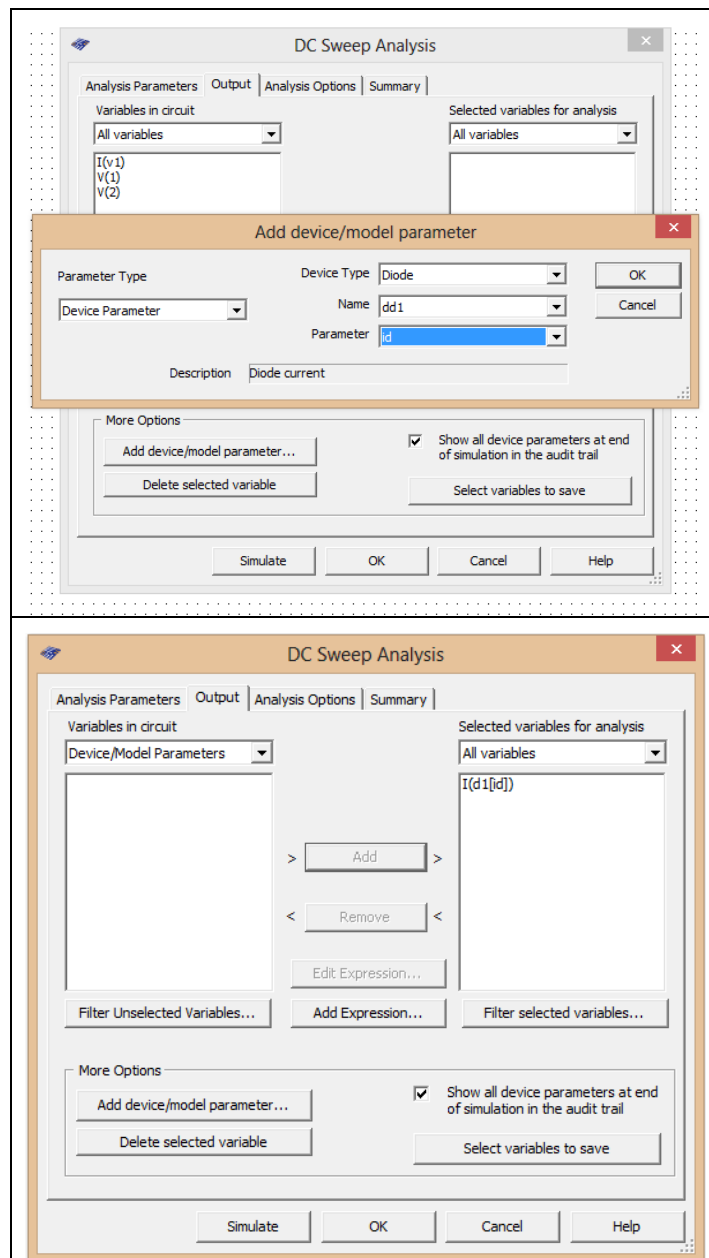 DC Sweep Analysis
Analysis Parameters Output Analysis Options Summary
Variables in circuit Selected variables for analysis
All variables All variables
I(v1)
V(1)
V(2)
Add device/model parameter
Parameter Type Device Type Diode OK
Device Parameter Name dd1 Cancel
Parameter id
Description Diode current
More Options
Add device/model parameter... Show all device parameters at end
of simulation in the audit trail
Delete selected variable Select variables to save
Simulate OK Cancel Help
DC Sweep Analysis
Analysis Parameters Output Analysis Options Summary
Variables in circuit Selected variables for analysis
Device/Model Parameters All variables
I(d1[id])
> Add >
< Remove <
Edit Expression...
Filter Unselected Variables... Add Expression... Filter selected variables...
More Options
Add device/model parameter... Show all device parameters at end
of simulation in the audit trail
Delete selected variable Select variables to save
Simulate OK Cancel Help